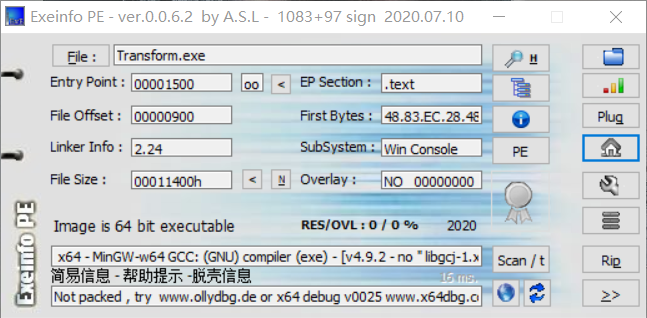 Exeinfo PE - ver.0.0.6.2 by A.S.L - 1083+97 sign 2020.07.10
File : Transform.exe H
Entry Point : 00001500 oo < EP Section : .text
File Offset : 00000900 First Bytes : 48.83.EC.28.48 Plug
Linker Info : 2.24 SubSystem : Win Console PE
File Size : 00011400h < N Overlay : NO 00000000
Image is 64 bit executable RES/OVL : 0 / 0 % 2020
x64 - MinGW-w64 GCC: (GNU) compiler (exe) - [v4.9.2 - no " libgcj-1.x Scan / t Rip
简易信息 - 帮助提示 -脱壳信息 16 ms.
Not packed , try www.ollydbg.de or x64 debug v0025 www.x64dbg.c >>
Exeinfo PE